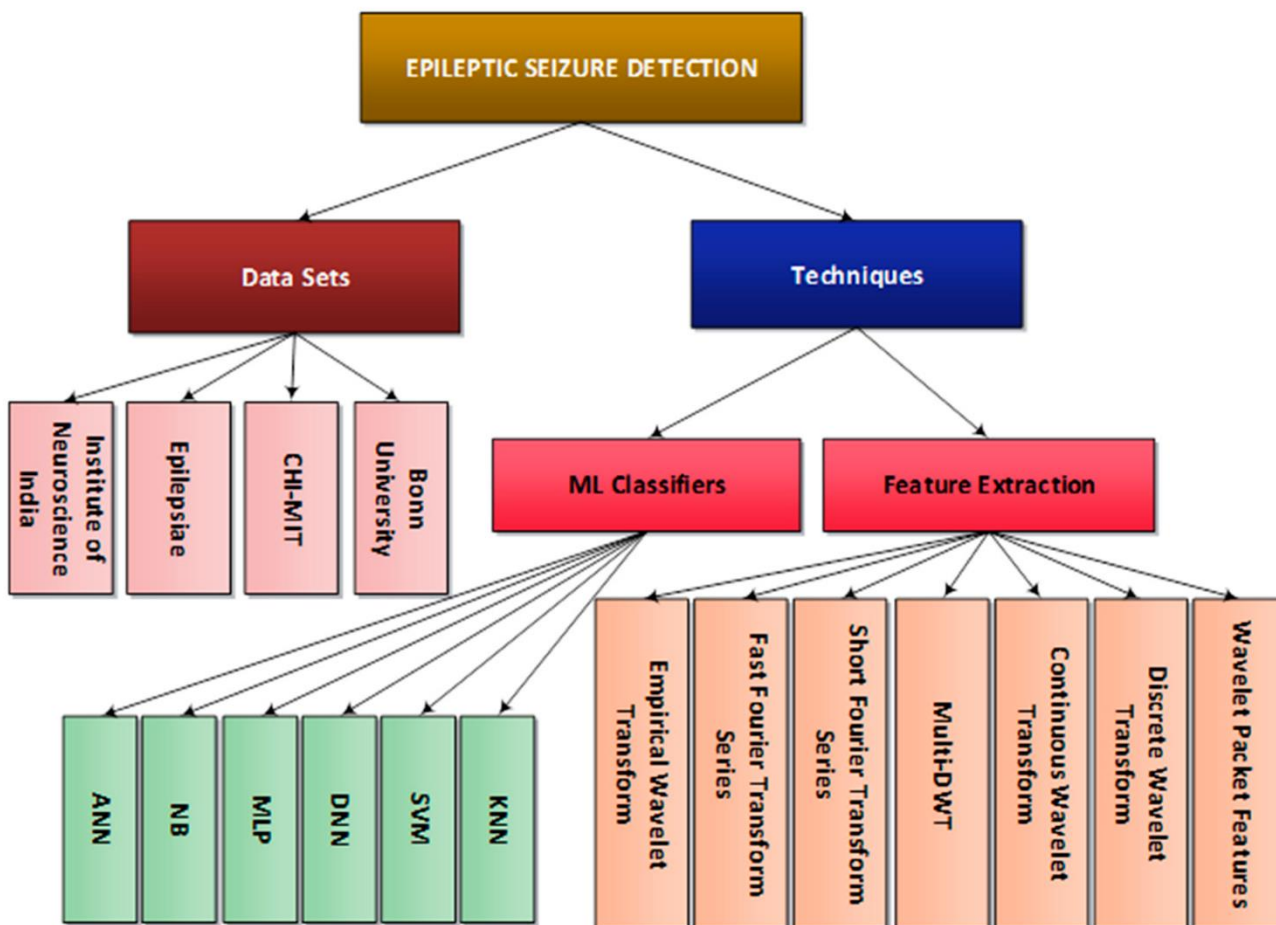 EPILEPTIC SEIZURE DETECTION
Data Sets
Techniques
Institute of
Neuroscience
India
Epilepsiae
CHI-MIT
Bonn
University
ML Classifiers
Feature Extraction
ANN
NB
MLP
DNN
SVM
KNN
Empirical Wavelet
Transform
Fast Fourier Transform
Series
Short Fourier Transform
Series
Multi-DWT
Continuous Wavelet
Transform
Discrete Wavelet
Transform
Wavelet Packet Features